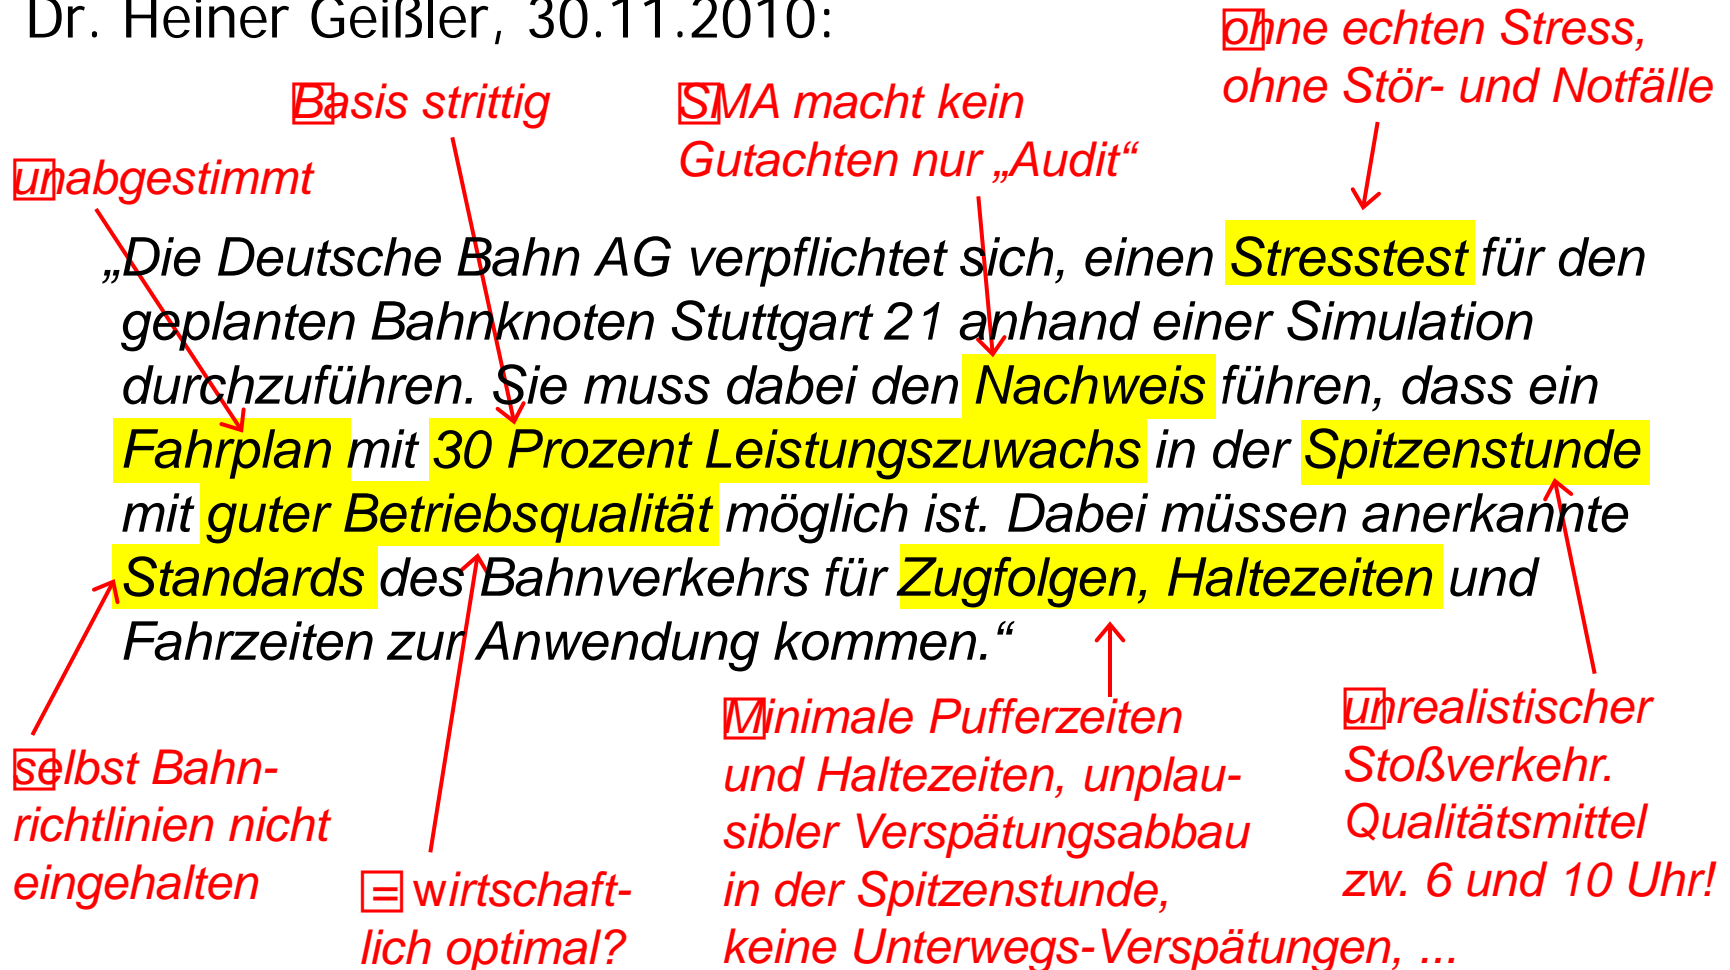 Dr. Heiner Geißler, 30.11.2010:
ohne echten Stress,
ohne Stör- und Notfälle
Basis strittig
SMA macht kein
Gutachten nur „Audit“
unabgestimmt
„Die Deutsche Bahn AG verpflichtet sich, einen Stresstest für den
geplanten Bahnknoten Stuttgart 21 anhand einer Simulation
durchzuführen. Sie muss dabei den Nachweis führen, dass ein
Fahrplan mit 30 Prozent Leistungszuwachs in der Spitzenstunde
mit guter Betriebsqualität möglich ist. Dabei müssen anerkannte
Standards des Bahnverkehrs für Zugfolgen, Haltezeiten und
Fahrzeiten zur Anwendung kommen.“
selbst Bahn-
richtlinien nicht
eingehalten
= wirtschaft-
lich optimal?
Minimale Pufferzeiten
und Haltezeiten, unplau-
sibler Verspätungsabbau
in der Spitzenstunde,
keine Unterwegs-Verspätungen, ...
unrealistischer
Stoßverkehr.
Qualitätsmittel
zw. 6 und 10 Uhr!